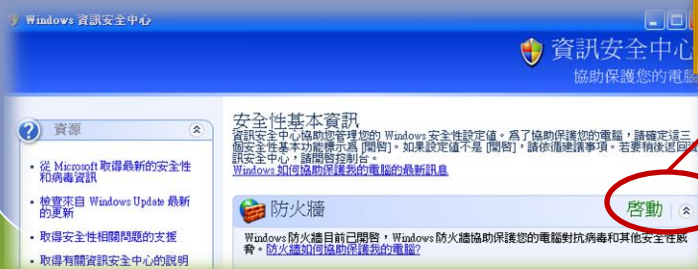 Windows 資訊安全中心
資訊安全中心
協助保護您的電腦
資源
從 Microsoft 取得最新的安全性
和病毒資訊
檢查來自 Windows Update 最新
的更新
取得安全性相關問題的支援
取得有關資訊安全中心的說明
安全性基本資訊
資訊安全中心協助您管理您的 Windows 安全性設定值。為了協助保護您的電腦，請確定這三
個安全性基本功能標示為 [開啟]。如果設定值不是 [開啟]，請依循建議事項。若要稍後返回資
訊安全中心，請開啟控制台。
Windows 如何協助保護我的電腦的最新訊息
防火牆
啓動
Windows 防火牆目前已開啟，Windows 防火牆協助保護您的電腦對抗病毒和其他安全性威
脅。防火牆如何協助保護我的電腦?